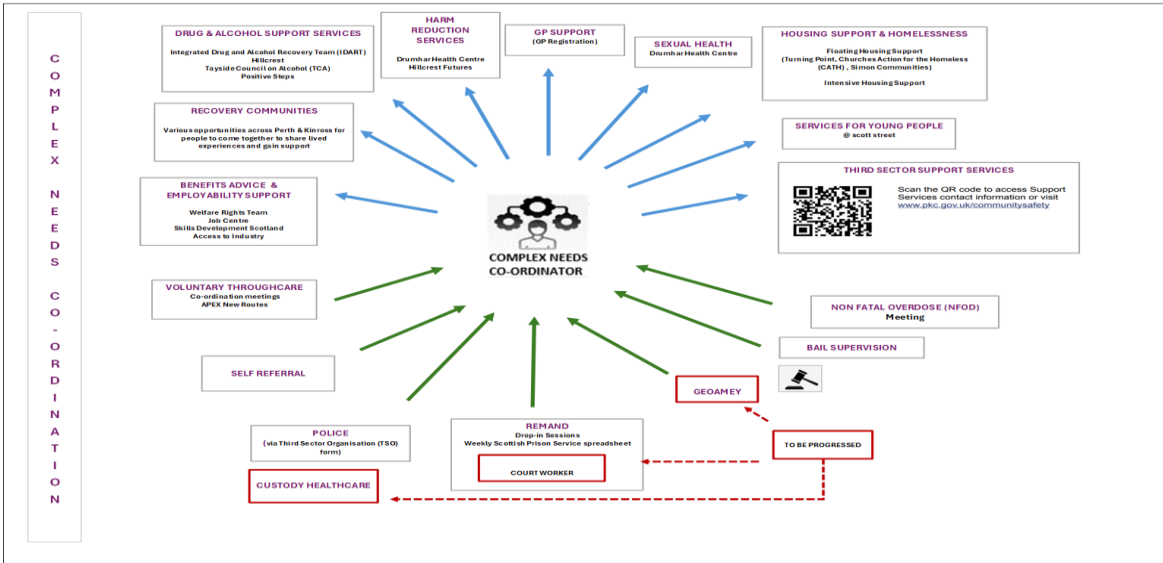 COMPLEX NEEDS CO-ORDINATION
DRUG & ALCOHOL SUPPORT SERVICES
Integrated Drug and Alcohol Recovery Team (IDART)
Hillcrest
Tayside Council on Alcohol (TCA)
Positive Steps
HARM
REDUCTION
SERVICES
Drumhar Health Centre
Hillcrest Futures
GP SUPPORT
(GP Registration)
SEXUAL HEALTH
Drumhar Health Centre
HOUSING SUPPORT & HOMELESSNESS
Floating Housing Support
(Turning Point, Churches Action for the Homeless
(CATH) , Simon Communities)
Intensive Housing Support
RECOVERY COMMUNITIES
Various opportunities across Perth & Kinross for
people to come together to share lived
experiences and gain support
SERVICES FOR YOUNG PEOPLE
@ scott street
BENEFITS ADVICE &
EMPLOYABILITY SUPPORT
Welfare Rights Team
Job Centre
Skills Development Scotland
Access to Industry
THIRD SECTOR SUPPORT SERVICES
Scan the QR code to access Support
Services contact information or visit
www.pkc.gov.uk/communitysafety
COMPLEX NEEDS
CO-ORDINATOR
VOLUNTARY THROUGHCARE
Co-ordination meetings
APEX New Routes
NON FATAL OVERDOSE (NFOD)
Meeting
BAIL SUPERVISION
SELF REFERRAL
GEOAMEY
POLICE
(via Third Sector Organisation (TSO)
form)
REMAND
Drop-in Sessions
Weekly Scottish Prison Service spreadsheet
COURT WORKER
TO BE PROGRESSED
CUSTODY HEALTHCARE